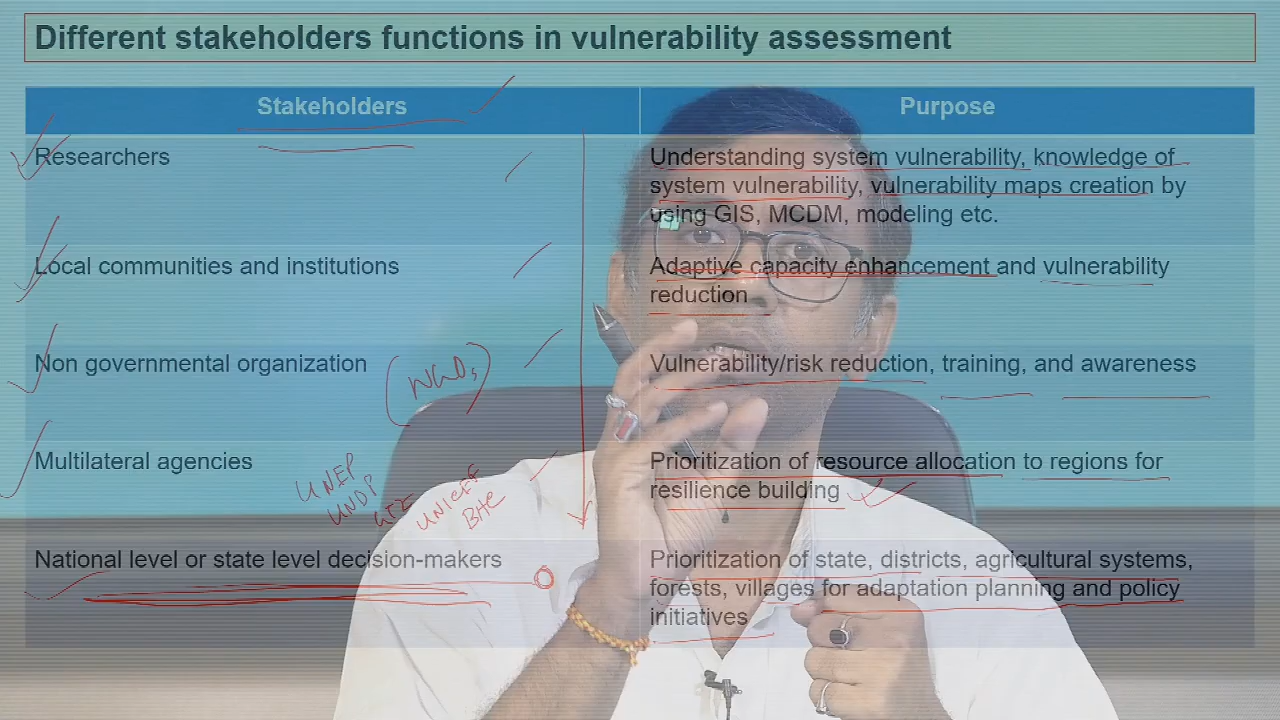 Different stakeholders functions in vulnerability assessment
Stakeholders
Purpose
Researchers
Understanding system vulnerability, knowledge of
system vulnerability, vulnerability maps creation by
using GIS, MCDM, modeling etc.
Local communities and institutions
Adaptive capacity enhancement and vulnerability
reduction
Non governmental organization
(NGOs)
Vulnerability/risk reduction, training, and awareness
Multilateral agencies
UNEP
UNDP
UNICEF
Prioritization of resource allocation to regions for
resilience building
National level or state level decision-makers
Prioritization of state, districts, agricultural systems,
forests, villages for adaptation planning and policy
initiatives